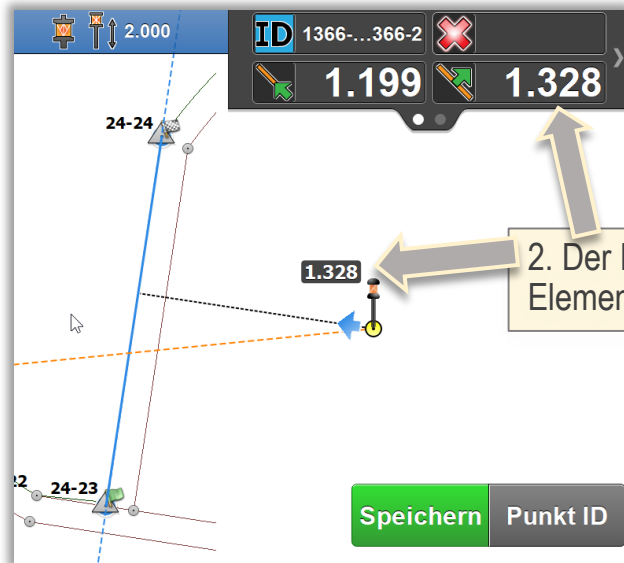 2.000
ID 1366-...366-2
1.199 1.328
24-24
1.328
2. Der
Elemen
24-23
Speichern Punkt ID